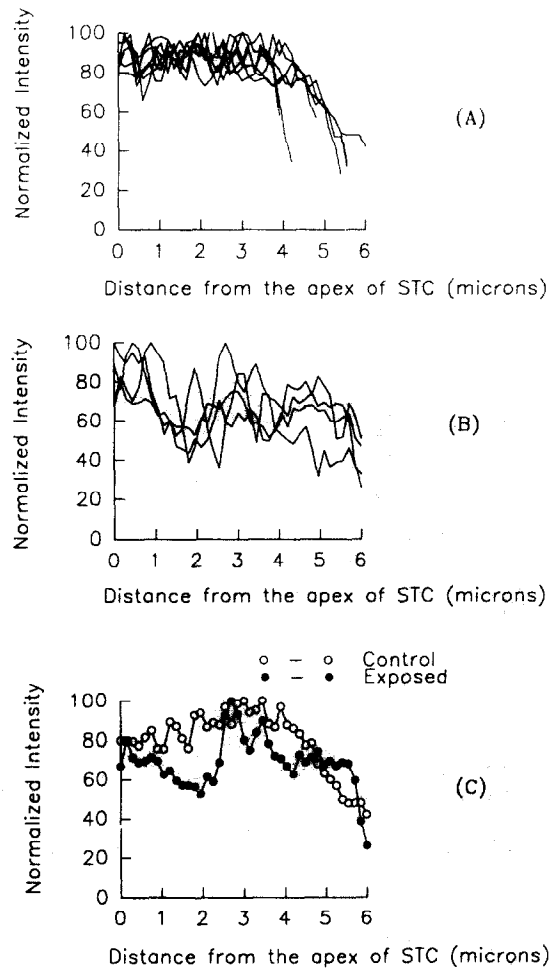 Normalized Intensity
100
80
60
40
20
0
0 1 2 3 4 5 6
Distance from the apex of STC (microns)
(A)
Normalized Intensity
100
80
60
40
20
0
0 1 2 3 4 5 6
Distance from the apex of STC (microns)
(B)
o – o Control
● – ● Exposed
Normalized Intensity
100
80
60
40
20
0
0 1 2 3 4 5 6
Distance from the apex of STC (microns)
(C)